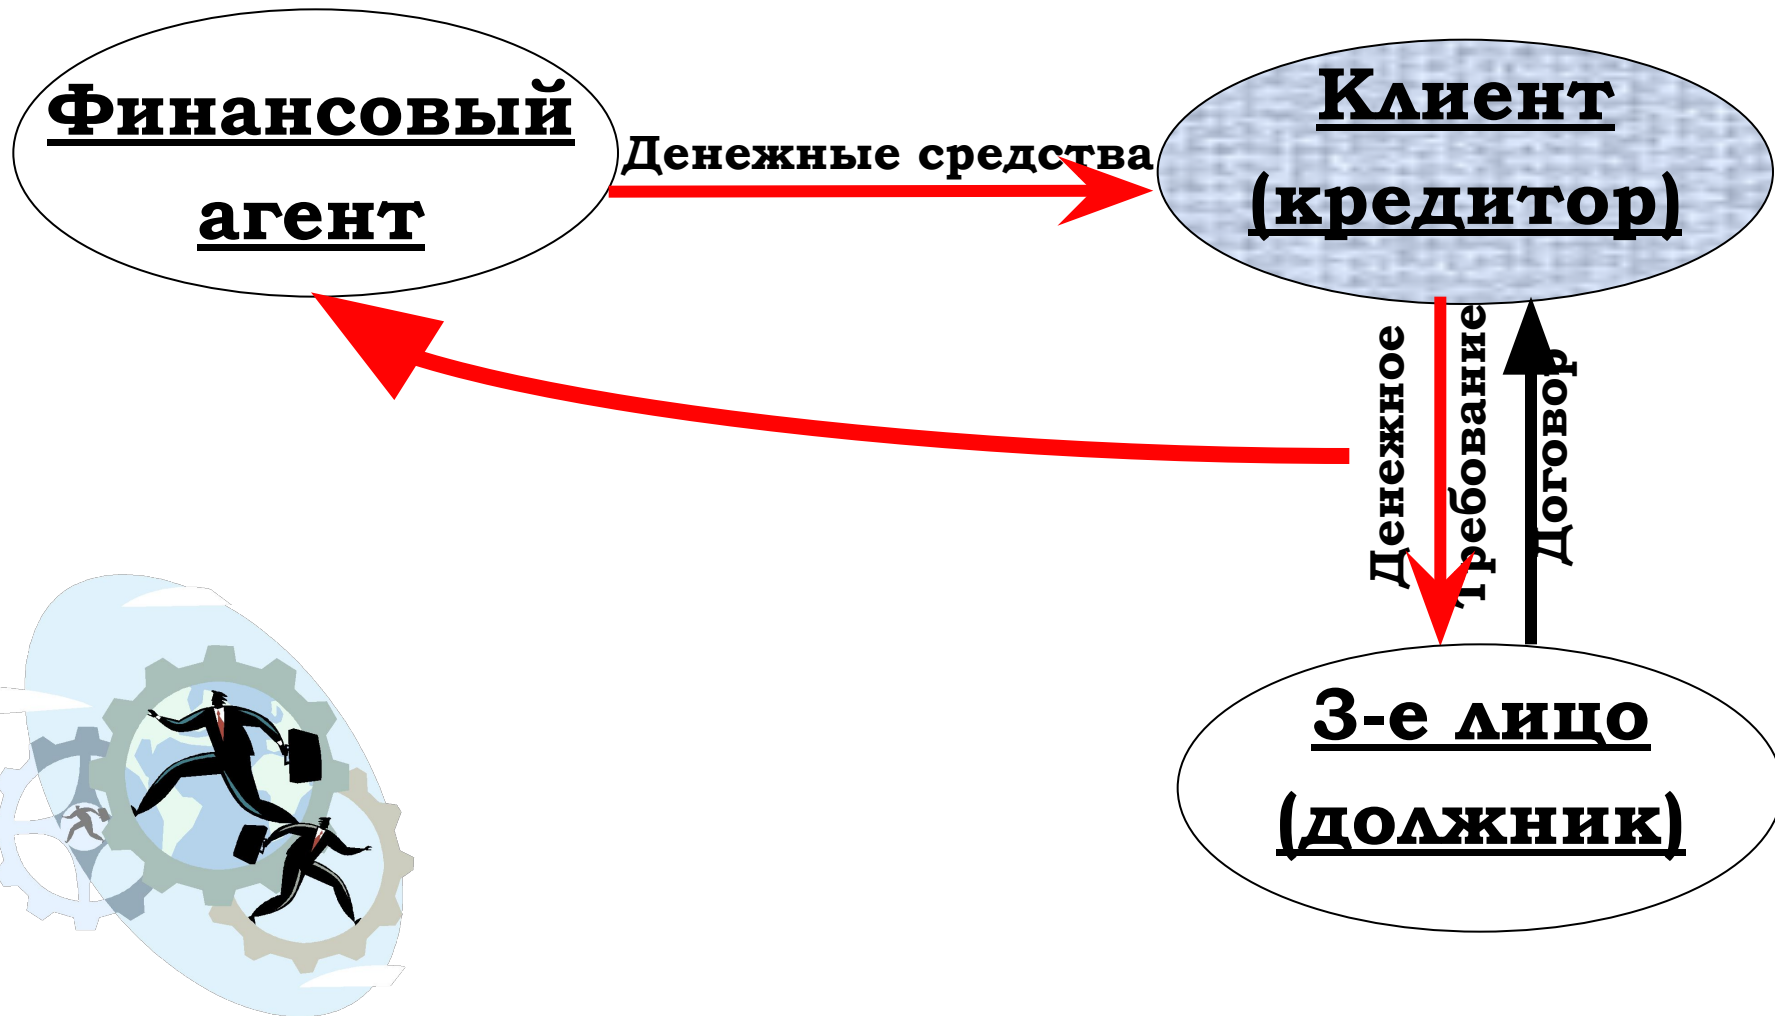 Финансовый
агент
Денежные средства
Клиент
(кредитор)
Денежное
требование
Договор
3-е лицо
(должник)